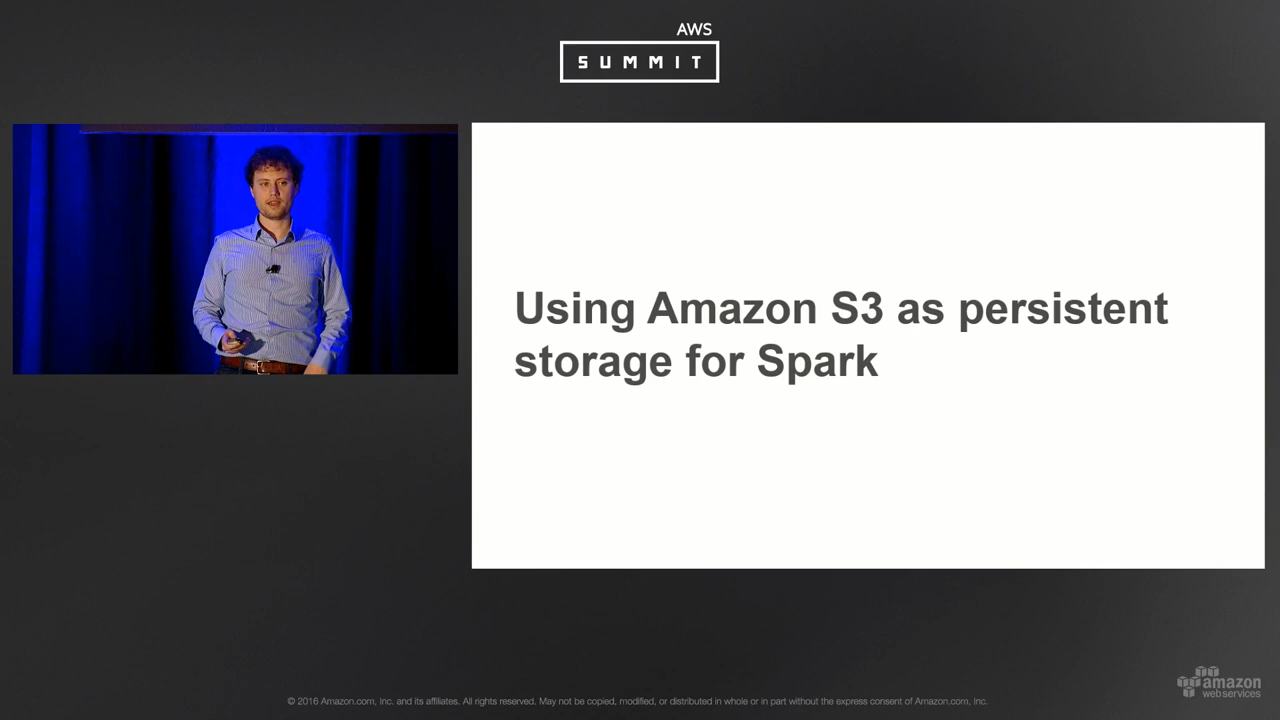 AWS
SUMMIT
Using Amazon S3 as persistent
storage for Spark
amazon
webservices
© 2016 Amazon.com, Inc. and its affiliates. All rights reserved. May not be copied, modified, or distributed in whole or in part without the express consent of Amazon.com, Inc.